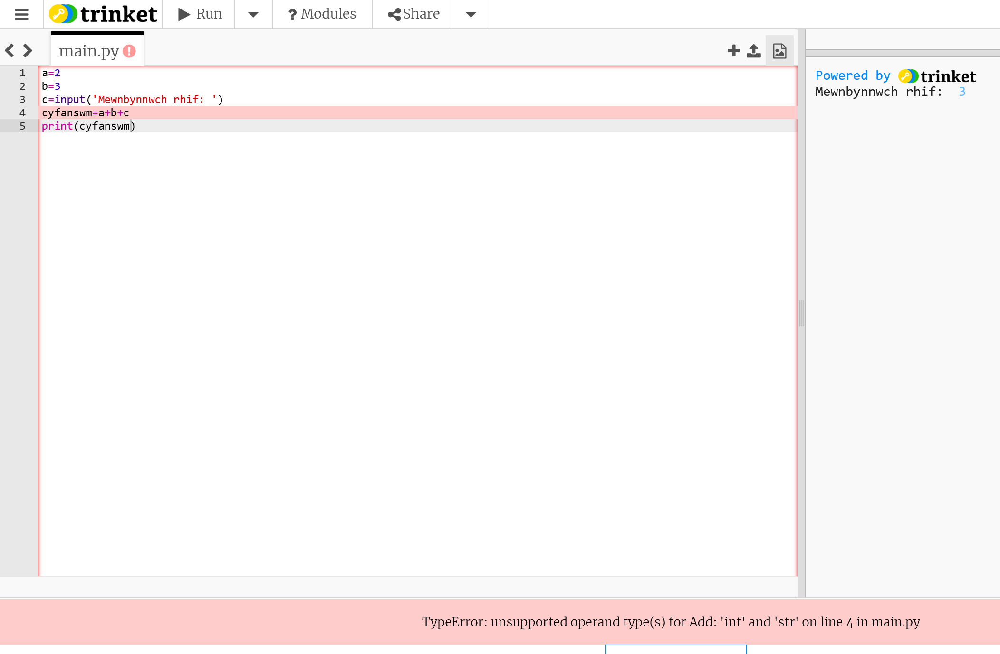 trinket Run ? Modules Share
main.py
1 a=2
2 b=3
3 c=input('Mewnbynnwch rhif: ')
4 cyfanswm=a+b+c
5 print(cyfanswm)
Powered by trinket
Mewnbynnwch rhif: 3
TypeError: unsupported operand type(s) for Add: 'int' and 'str' on line 4 in main.py